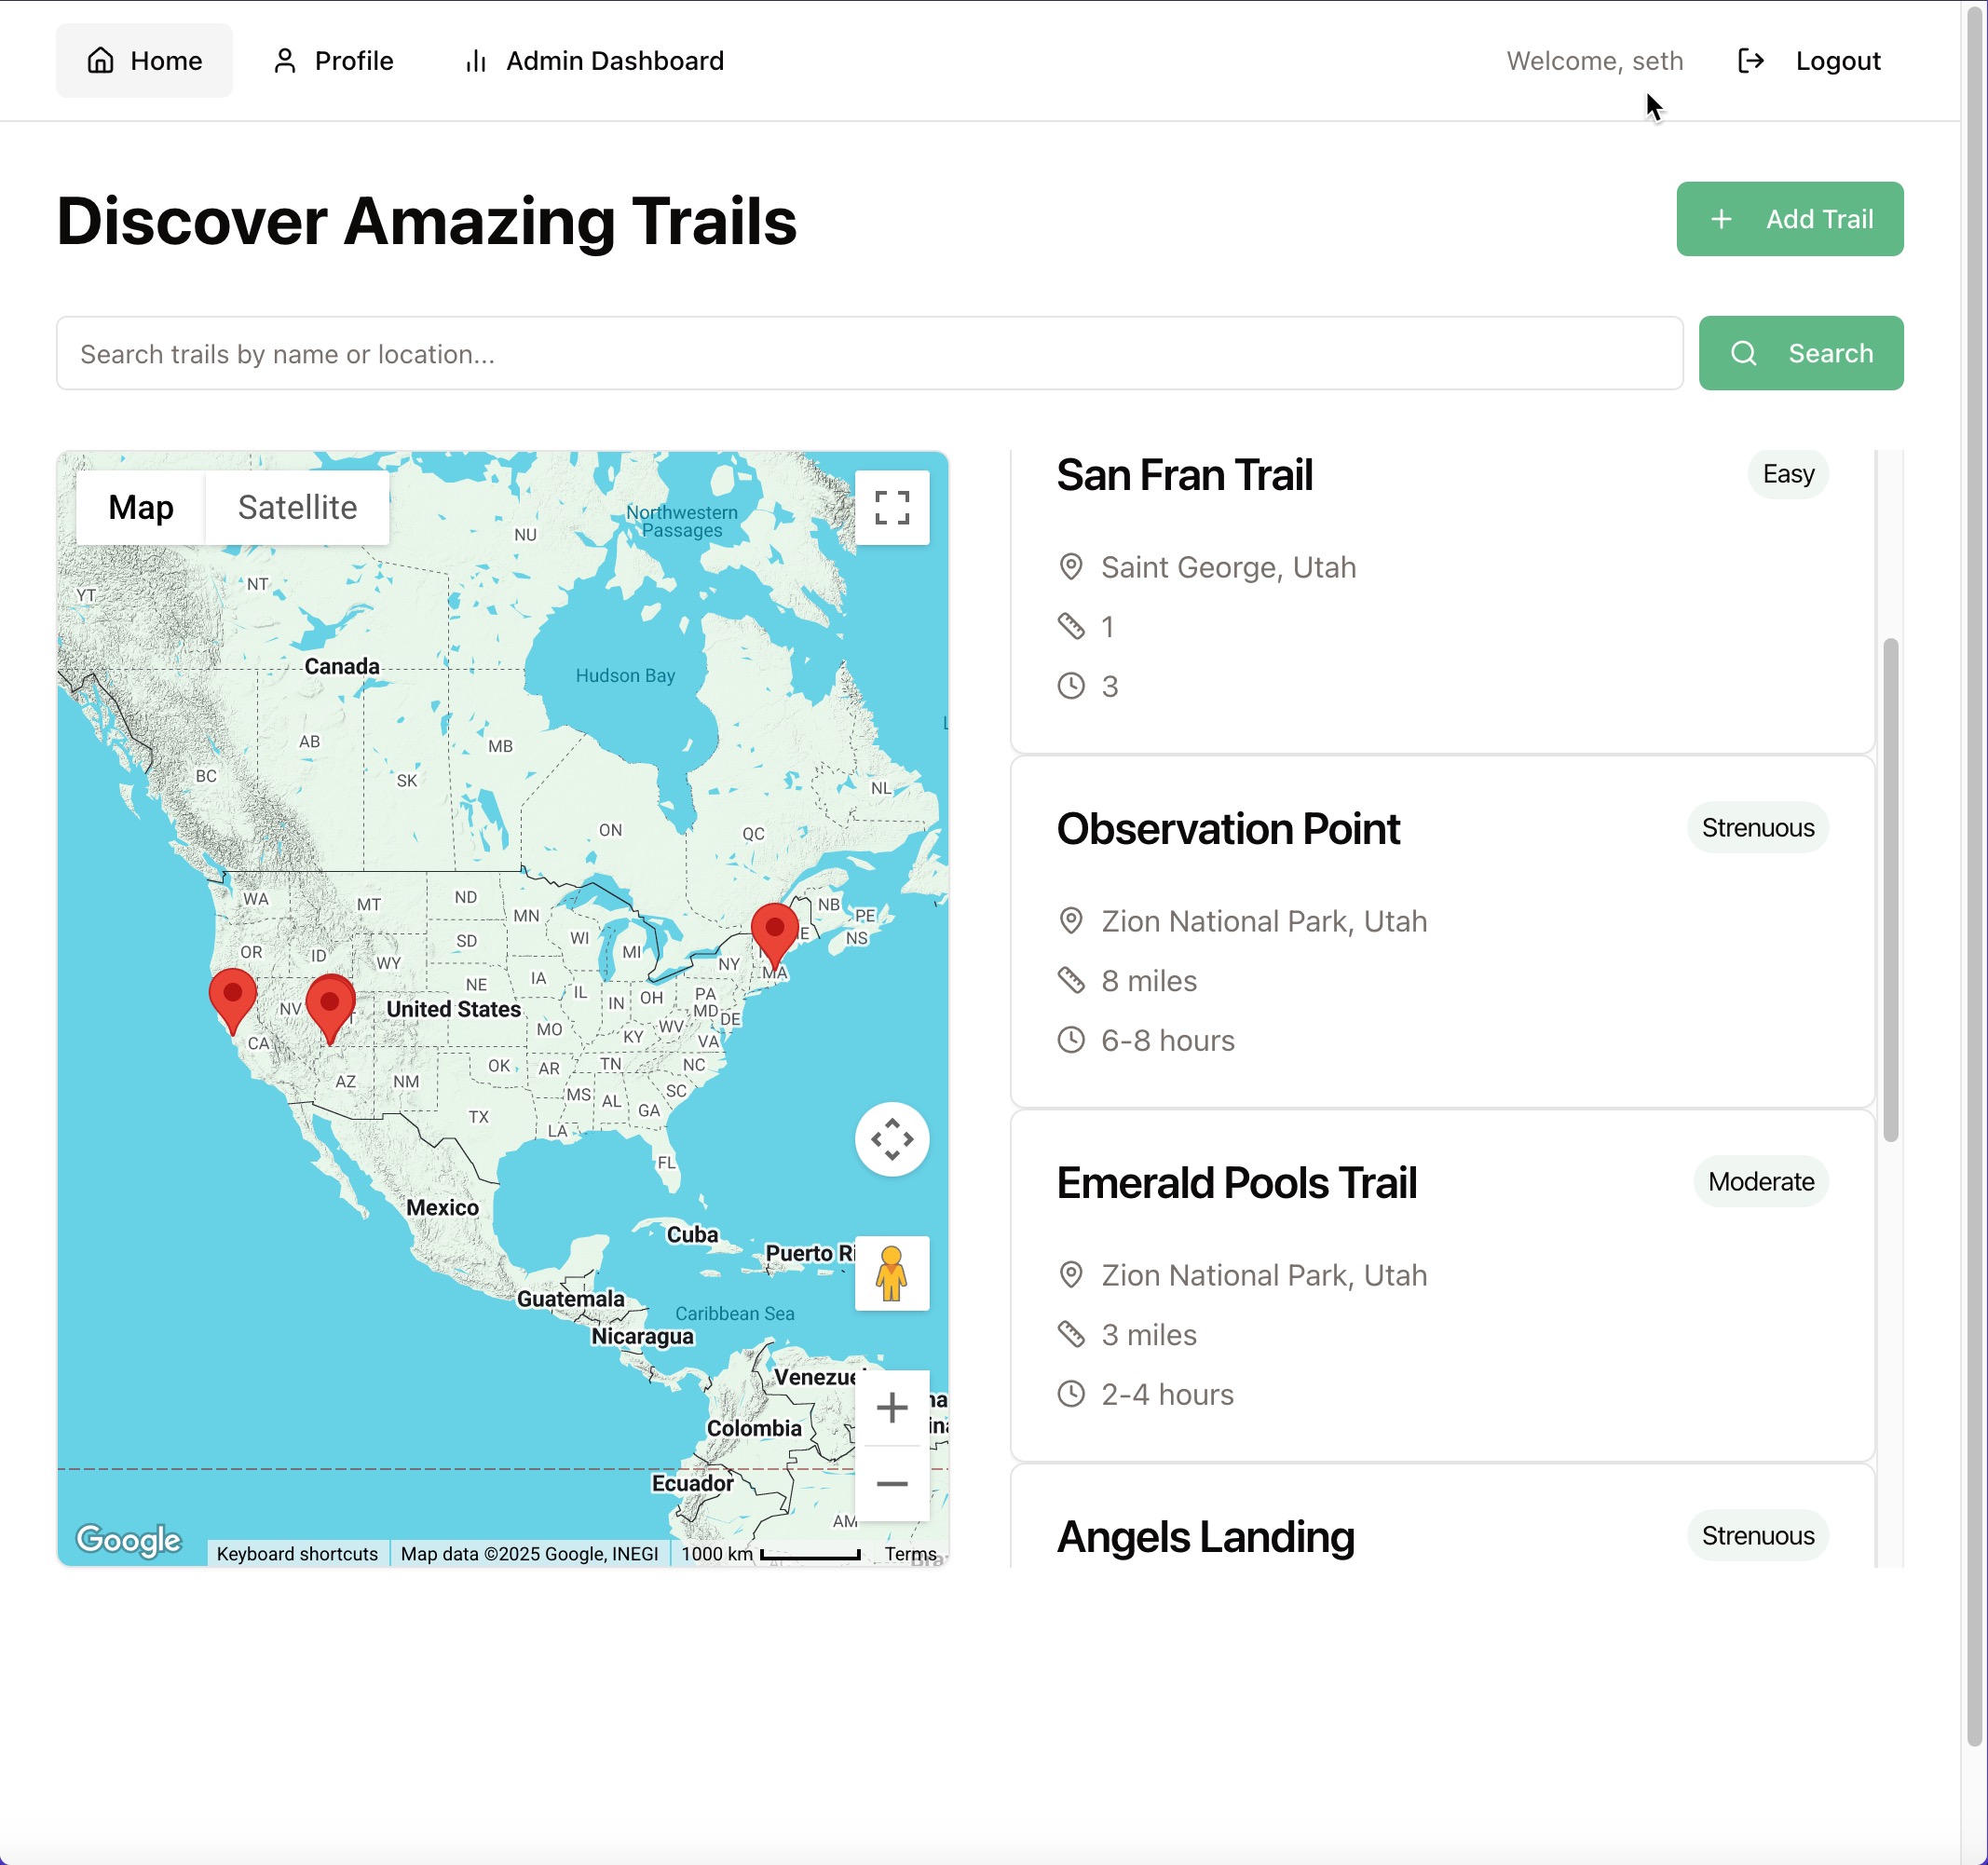 Home
Profile
Admin Dashboard
Welcome, seth
Logout
Discover Amazing Trails
Add Trail
Search trails by name or location...
Search
Map
Satellite
Northwestern
Passages
NU
NT
YT
Canada
Hudson Bay
AB
MB
BC
SK
NL
ON
QC
WA
MT
ND
MN
NB
PE
NS
OR
ID
SD
WI
MI
WY
NY
NE
IA
MA
NV
United States
IL
IN
OH
PA
MD
DE
MO
WV
KY
VA
CA
OK
AR
TN
NC
AZ
NM
MS
AL
SC
GA
TX
LA
FL
Mexico
Cuba
Puerto Ri
Guatemala
Caribbean Sea
Nicaragua
Venezue
Colombia
Ecuador
AM
Google
Keyboard shortcuts
Map data ©2025 Google, INEGI
1000 km
Terms
San Fran Trail
Easy
Saint George, Utah
1
3
Observation Point
Strenuous
Zion National Park, Utah
8 miles
6-8 hours
Emerald Pools Trail
Moderate
Zion National Park, Utah
3 miles
2-4 hours
Angels Landing
Strenuous